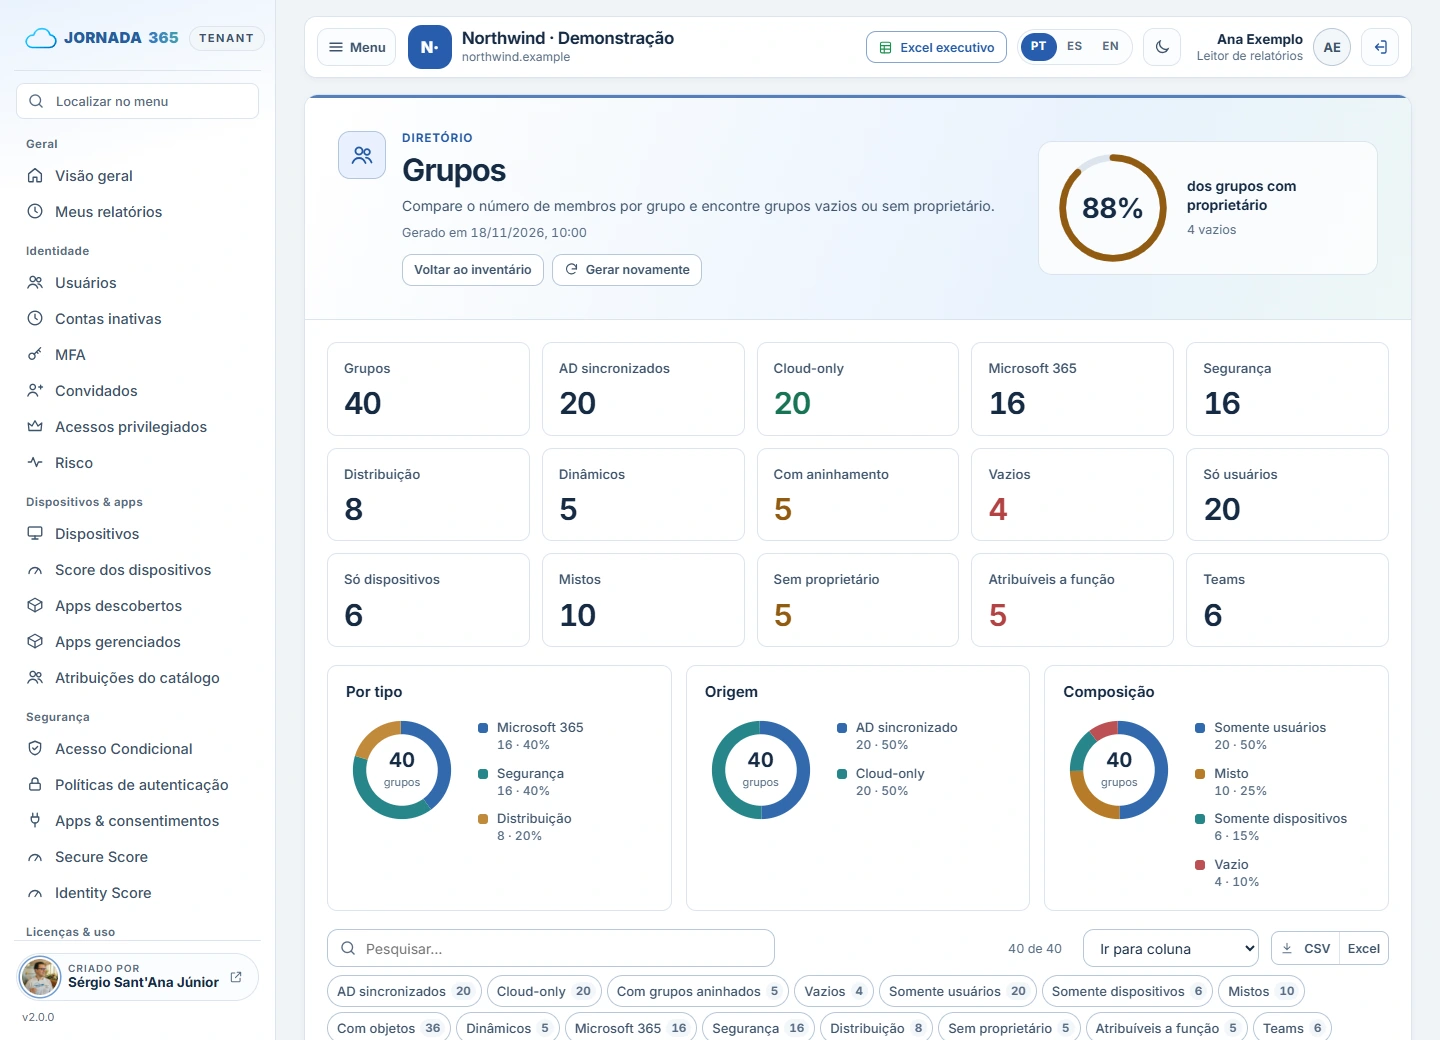 JORNADA 365 TENANT
Localizar no menu
Geral
Visão geral
Meus relatórios
Identidade
Usuários
Contas inativas
MFA
Convidados
Acessos privilegiados
Risco
Dispositivos & apps
Dispositivos
Score dos dispositivos
Apps descobertos
Apps gerenciados
Atribuições do catálogo
Segurança
Acesso Condicional
Políticas de autenticação
Apps & consentimentos
Secure Score
Identity Score
Licenças & uso
CRIADO POR
Sérgio Sant'Ana Júnior
v2.0.0
Menu
N·
Northwind · Demonstração
northwind.example
Excel executivo
PT ES EN
Ana Exemplo
Leitor de relatórios
AE
DIRETÓRIO
Grupos
Compare o número de membros por grupo e encontre grupos vazios ou sem proprietário.
Gerado em 18/11/2026, 10:00
Voltar ao inventário
Gerar novamente
88%
dos grupos com
proprietário
4 vazios
Grupos
40
AD sincronizados
20
Cloud-only
20
Microsoft 365
16
Segurança
16
Distribuição
8
Dinâmicos
5
Com aninhamento
5
Vazios
4
Só usuários
20
Só dispositivos
6
Mistos
10
Sem proprietário
5
Atribuíveis a função
5
Teams
6
Por tipo
40
grupos
Microsoft 365
16 · 40%
Segurança
16 · 40%
Distribuição
8 · 20%
Origem
40
grupos
AD sincronizado
20 · 50%
Cloud-only
20 · 50%
Composição
40
grupos
Somente usuários
20 · 50%
Misto
10 · 25%
Somente dispositivos
6 · 15%
Vazio
4 · 10%
Pesquisar...
40 de 40
Ir para coluna
CSV
Excel
AD sincronizados 20
Cloud-only 20
Com grupos aninhados 5
Vazios 4
Somente usuários 20
Somente dispositivos 6
Mistos 10
Com objetos 36
Dinâmicos 5
Microsoft 365 16
Segurança 16
Distribuição 8
Sem proprietário 5
Atribuíveis a função 5
Teams 6